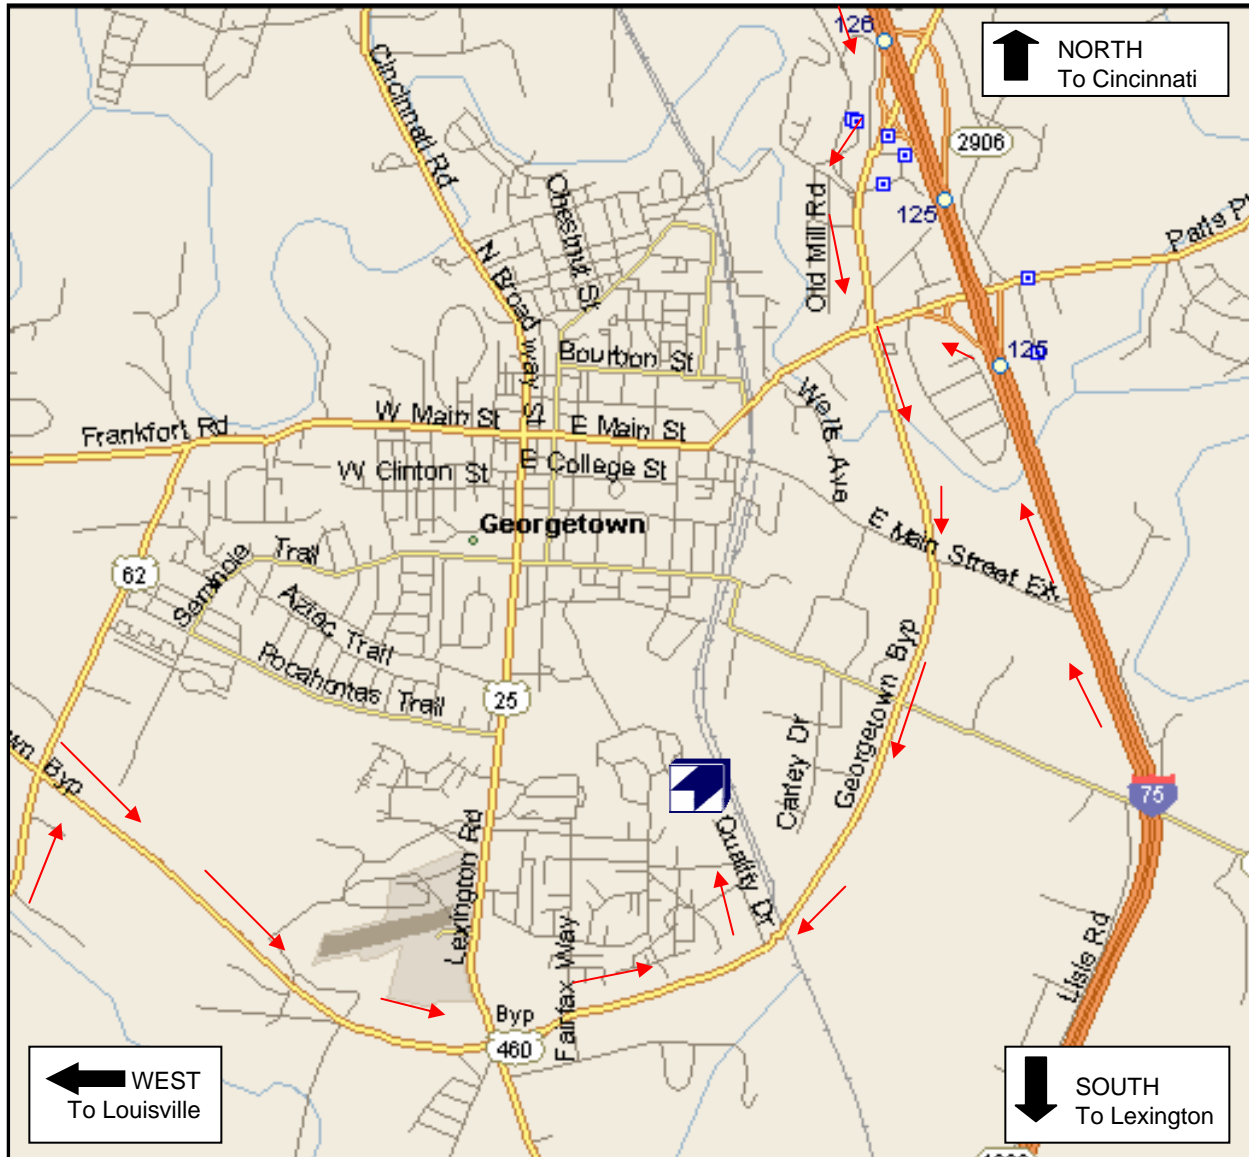 126
NORTH
To Cincinnati
Cincinnati Rd
2906
Chestnut St
125
Old Mill Rd
N Broadway St
Bourbon St
125
W Main St
E Main St
Wells Ave
Frankfort Rd
W Clinton St
E College St
Georgetown
E Main Street Ext
62
Seminole Trail
Aztec Trail
Pocahontas Trail
25
Georgetown Byp
Byp
Carley Dr
75
Lexington Rd
Quality Dr
Fairfax Way
Lisle Rd
Byp
460
WEST
To Louisville
SOUTH
To Lexington